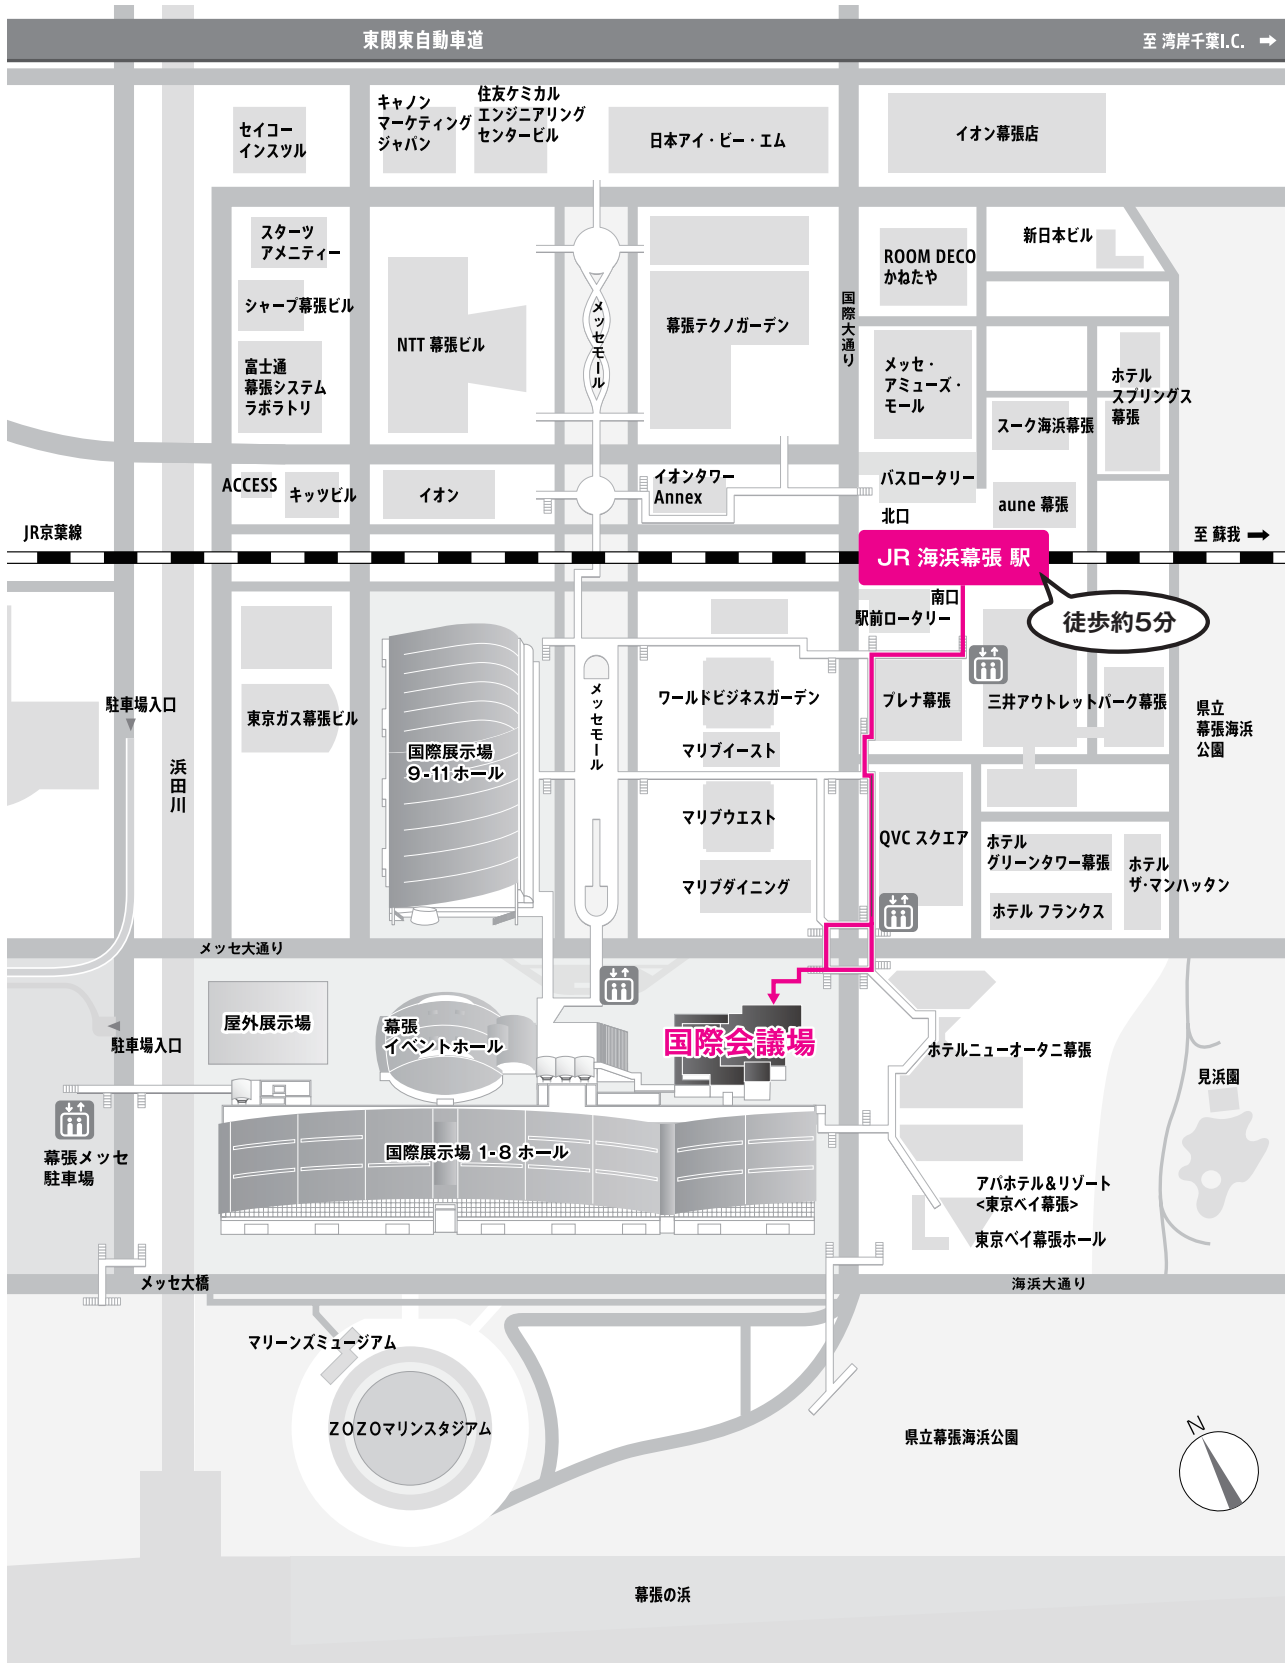 東関東自動車道
至 湾岸千葉I.C.
セイコー
インスツル
キャノン
マーケティング
ジャパン
住友ケミカル
エンジニアリング
センタービル
日本アイ・ビー・エム
イオン幕張店
スターツ
アメニティー
シャープ幕張ビル
富士通
幕張システム
ラボラトリ
NTT 幕張ビル
メッセモール
幕張テクノガーデン
国際大通り
ROOM DECO
かねたや
新日本ビル
メッセ・
アミューズ・
モール
ホテル
スプリングス
幕張
スーク海浜幕張
ACCESS
キッツビル
イオン
イオンタワー
Annex
バスロータリー
北口
aune 幕張
JR京葉線
至 蘇我
JR 海浜幕張 駅
徒歩約5分
南口
駅前ロータリー
駐車場入口
浜田川
東京ガス幕張ビル
国際展示場
9-11ホール
メッセモール
ワールドビジネスガーデン
マリブイースト
マリブウエスト
マリブダイニング
プレナ幕張
三井アウトレットパーク幕張
県立
幕張海浜
公園
QVC スクエア
ホテル
グリーンタワー幕張
ホテル
ザ・マンハッタン
ホテル フランクス
メッセ大通り
屋外展示場
幕張
イベントホール
国際会議場
駐車場入口
ホテルニューオータニ幕張
見浜園
幕張メッセ
駐車場
国際展示場 1-8 ホール
アパホテル&リゾート
<東京ベイ幕張>
東京ベイ幕張ホール
メッセ大橋
海浜大通り
マリーンズミュージアム
ZOZOマリンスタジアム
県立幕張海浜公園
N
幕張の浜